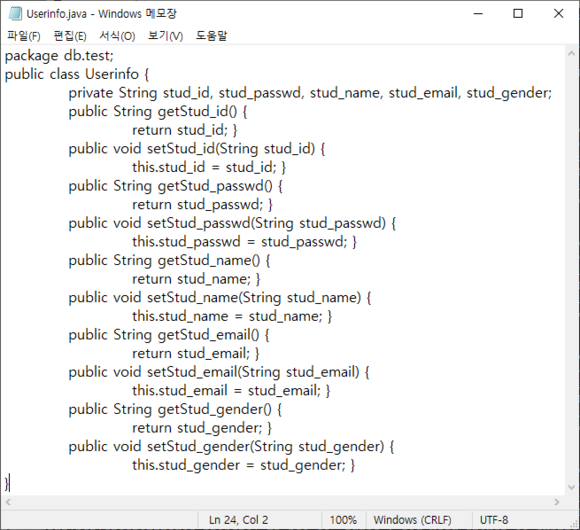 Userinfo.java - Windows 메모장
파일(F) 편집(E) 서식(O) 보기(V) 도움말
package db.test;
public class Userinfo {
private String stud_id, stud_passwd, stud_name, stud_email, stud_gender;
public String getStud_id() {
return stud_id; }
public void setStud_id(String stud_id) {
this.stud_id = stud_id; }
public String getStud_passwd() {
return stud_passwd; }
public void setStud_passwd(String stud_passwd) {
this.stud_passwd = stud_passwd; }
public String getStud_name() {
return stud_name; }
public void setStud_name(String stud_name) {
this.stud_name = stud_name; }
public String getStud_email() {
return stud_email; }
public void setStud_email(String stud_email) {
this.stud_email = stud_email; }
public String getStud_gender() {
return stud_gender; }
public void setStud_gender(String stud_gender) {
this.stud_gender = stud_gender; }
}
Ln 24, Col 2 100% Windows (CRLF) UTF-8